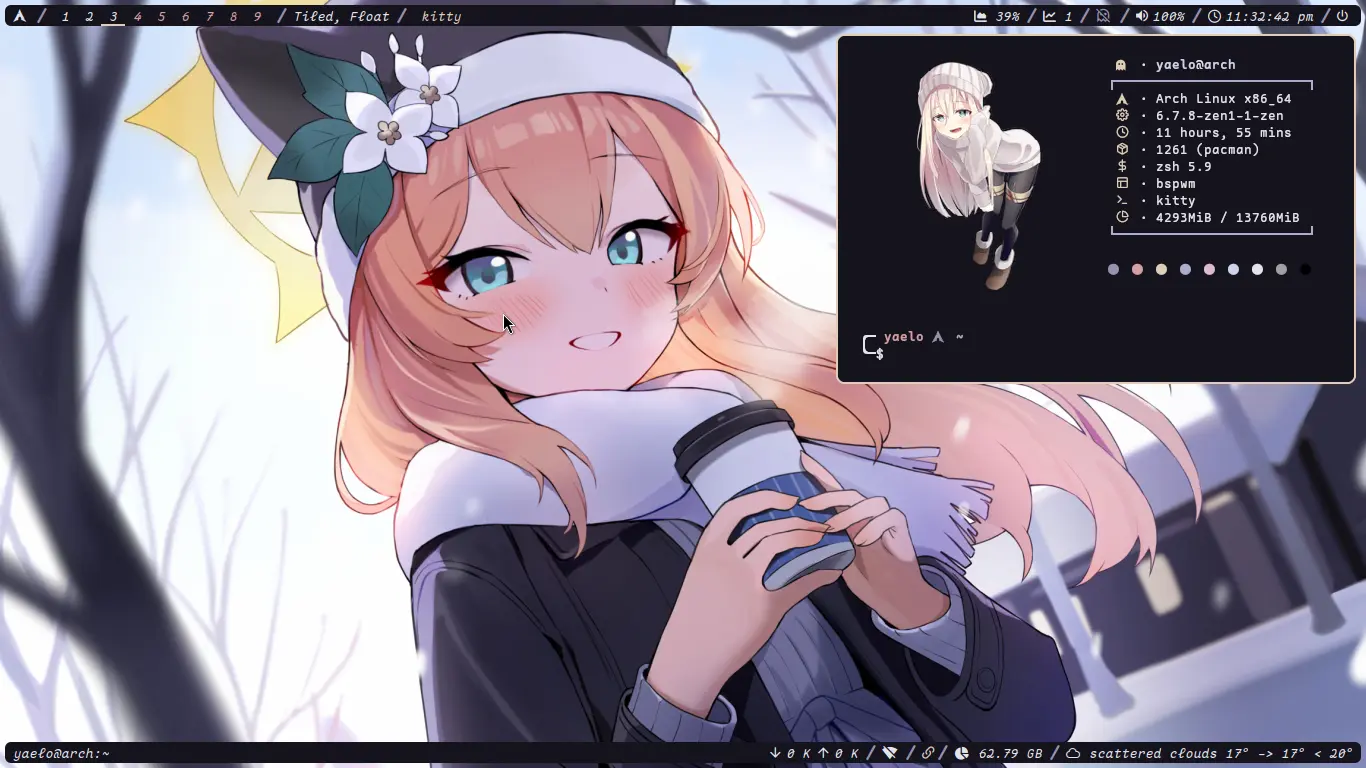 / 1 2 3 4 5 6 7 8 9 / Tiled, Float / kitty
39% / 1 / / 100% / 11:32:42 pm /
· yaelo@arch
· Arch Linux x86_64
· 6.7.8-zen1-1-zen
· 11 hours, 55 mins
· 1261 (pacman)
$ · zsh 5.9
· bspwm
>_ · kitty
· 4293MiB / 13760MiB
yaelo ~
$
yaelo@arch:~
↓ 0 K ↑ 0 K / / / 62.79 GB / scattered clouds 17° -> 17° < 20°